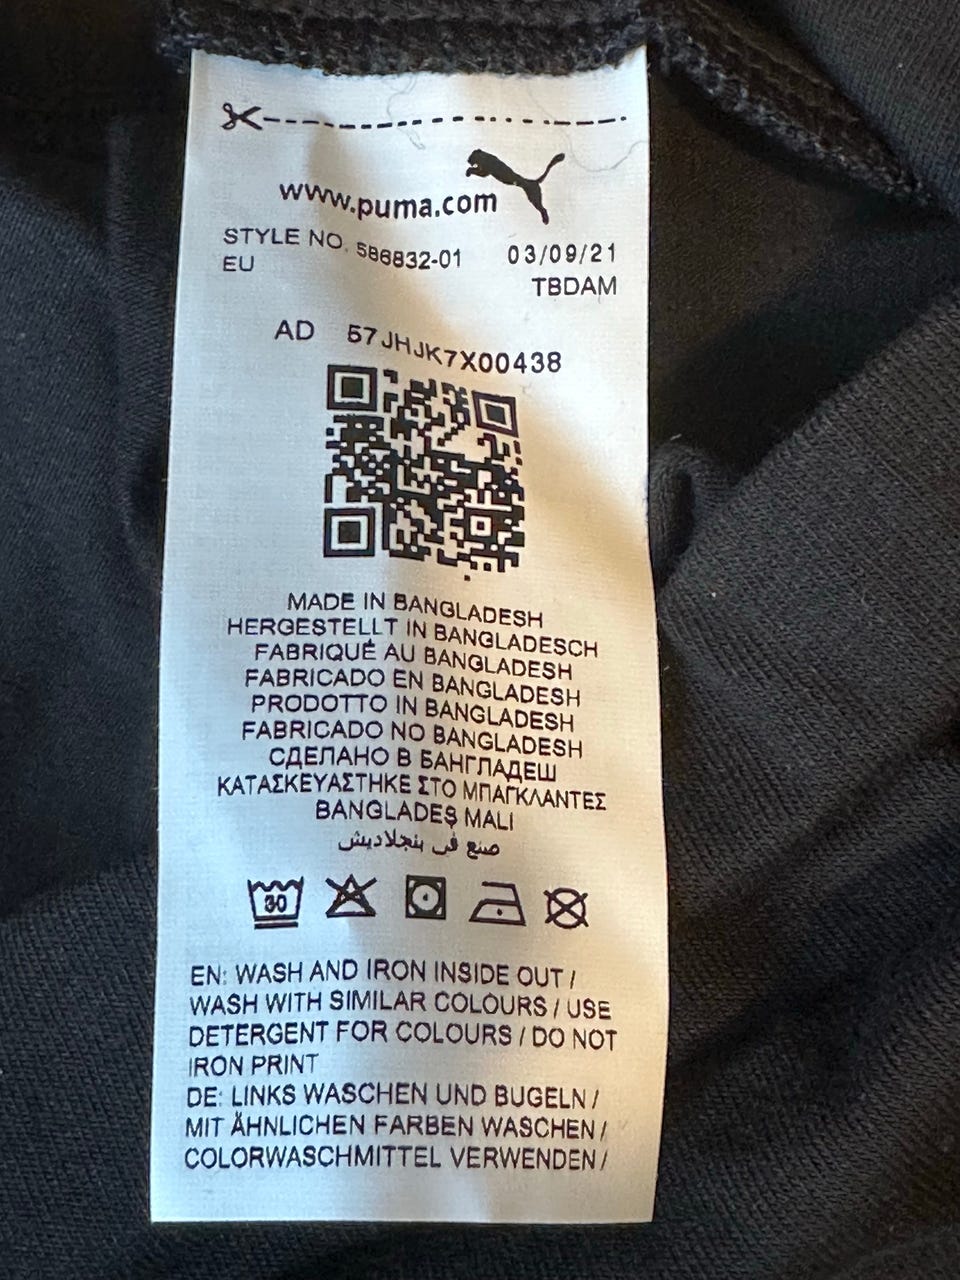 www.puma.com
STYLE NO. 586832-01 03/09/21
EU TBDAM
AD 57JHJK7X00438
MADE IN BANGLADESH
HERGESTELLT IN BANGLADESCH
FABRIQUÉ AU BANGLADESH
FABRICADO EN BANGLADESH
PRODOTTO IN BANGLADESH
FABRICADO NO BANGLADESH
СДЕЛАНО В БАНГЛАДЕШ
ΚΑΤΑΣΚΕΥΑΣΤΗΚΕ ΣΤΟ ΜΠΑΓΚΛΑΝΤΕΣ
BANGLADEŞ MALI
صنع في بنجلاديش
30
EN: WASH AND IRON INSIDE OUT /
WASH WITH SIMILAR COLOURS / USE
DETERGENT FOR COLOURS / DO NOT
IRON PRINT
DE: LINKS WASCHEN UND BUGELN /
MIT ÄHNLICHEN FARBEN WASCHEN /
COLORWASCHMITTEL VERWENDEN /